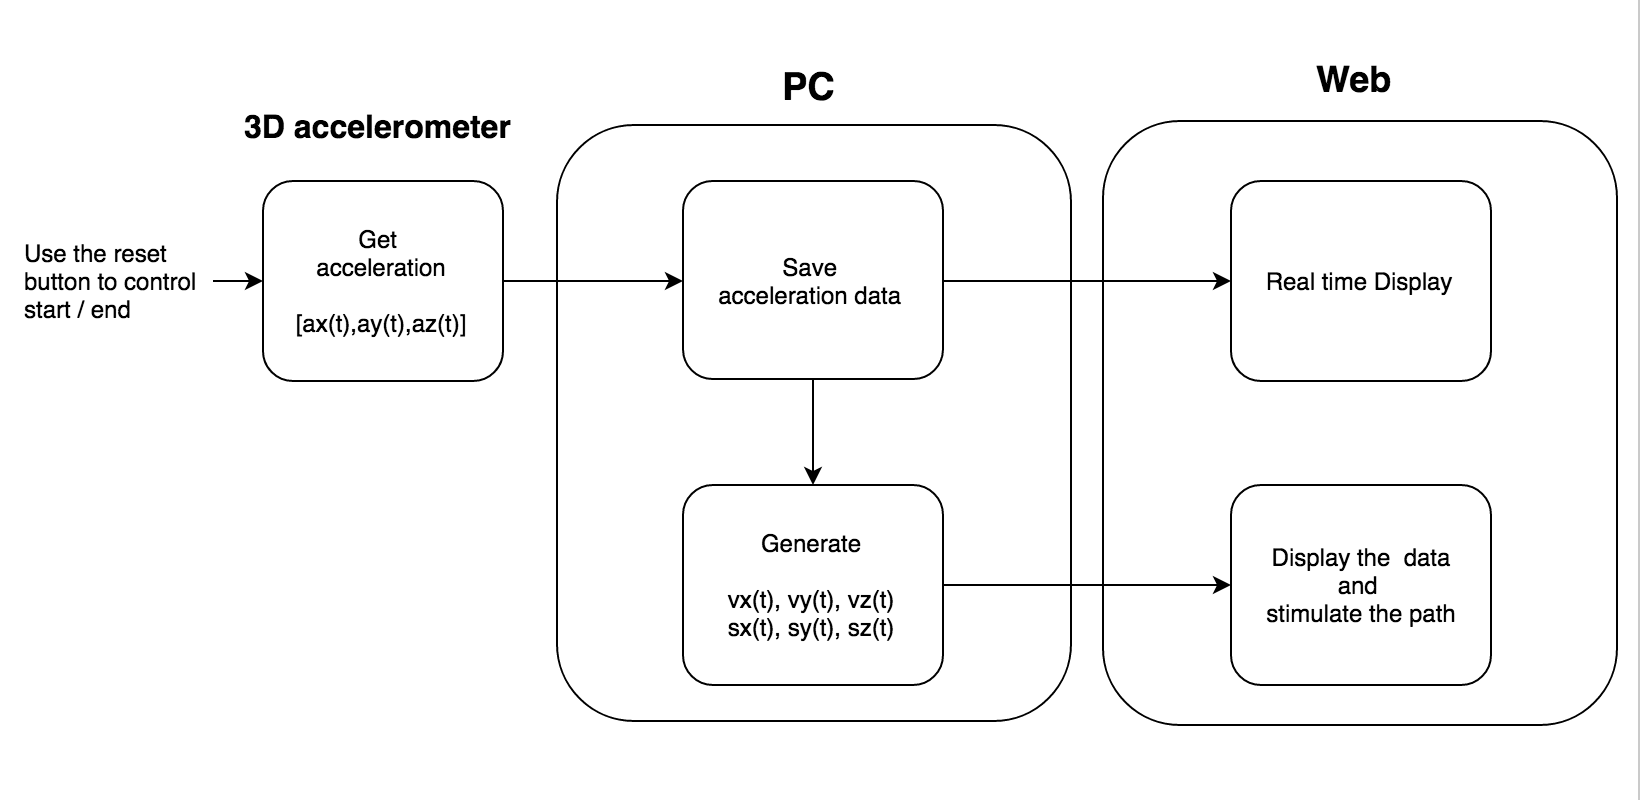 PC
Web
3D accelerometer
Use the reset
button to control
start / end
Get
acceleration
[ax(t),ay(t),az(t)]
Save
acceleration data
Real time Display
Generate
vx(t), vy(t), vz(t)
sx(t), sy(t), sz(t)
Display the  data
and
stimulate the path